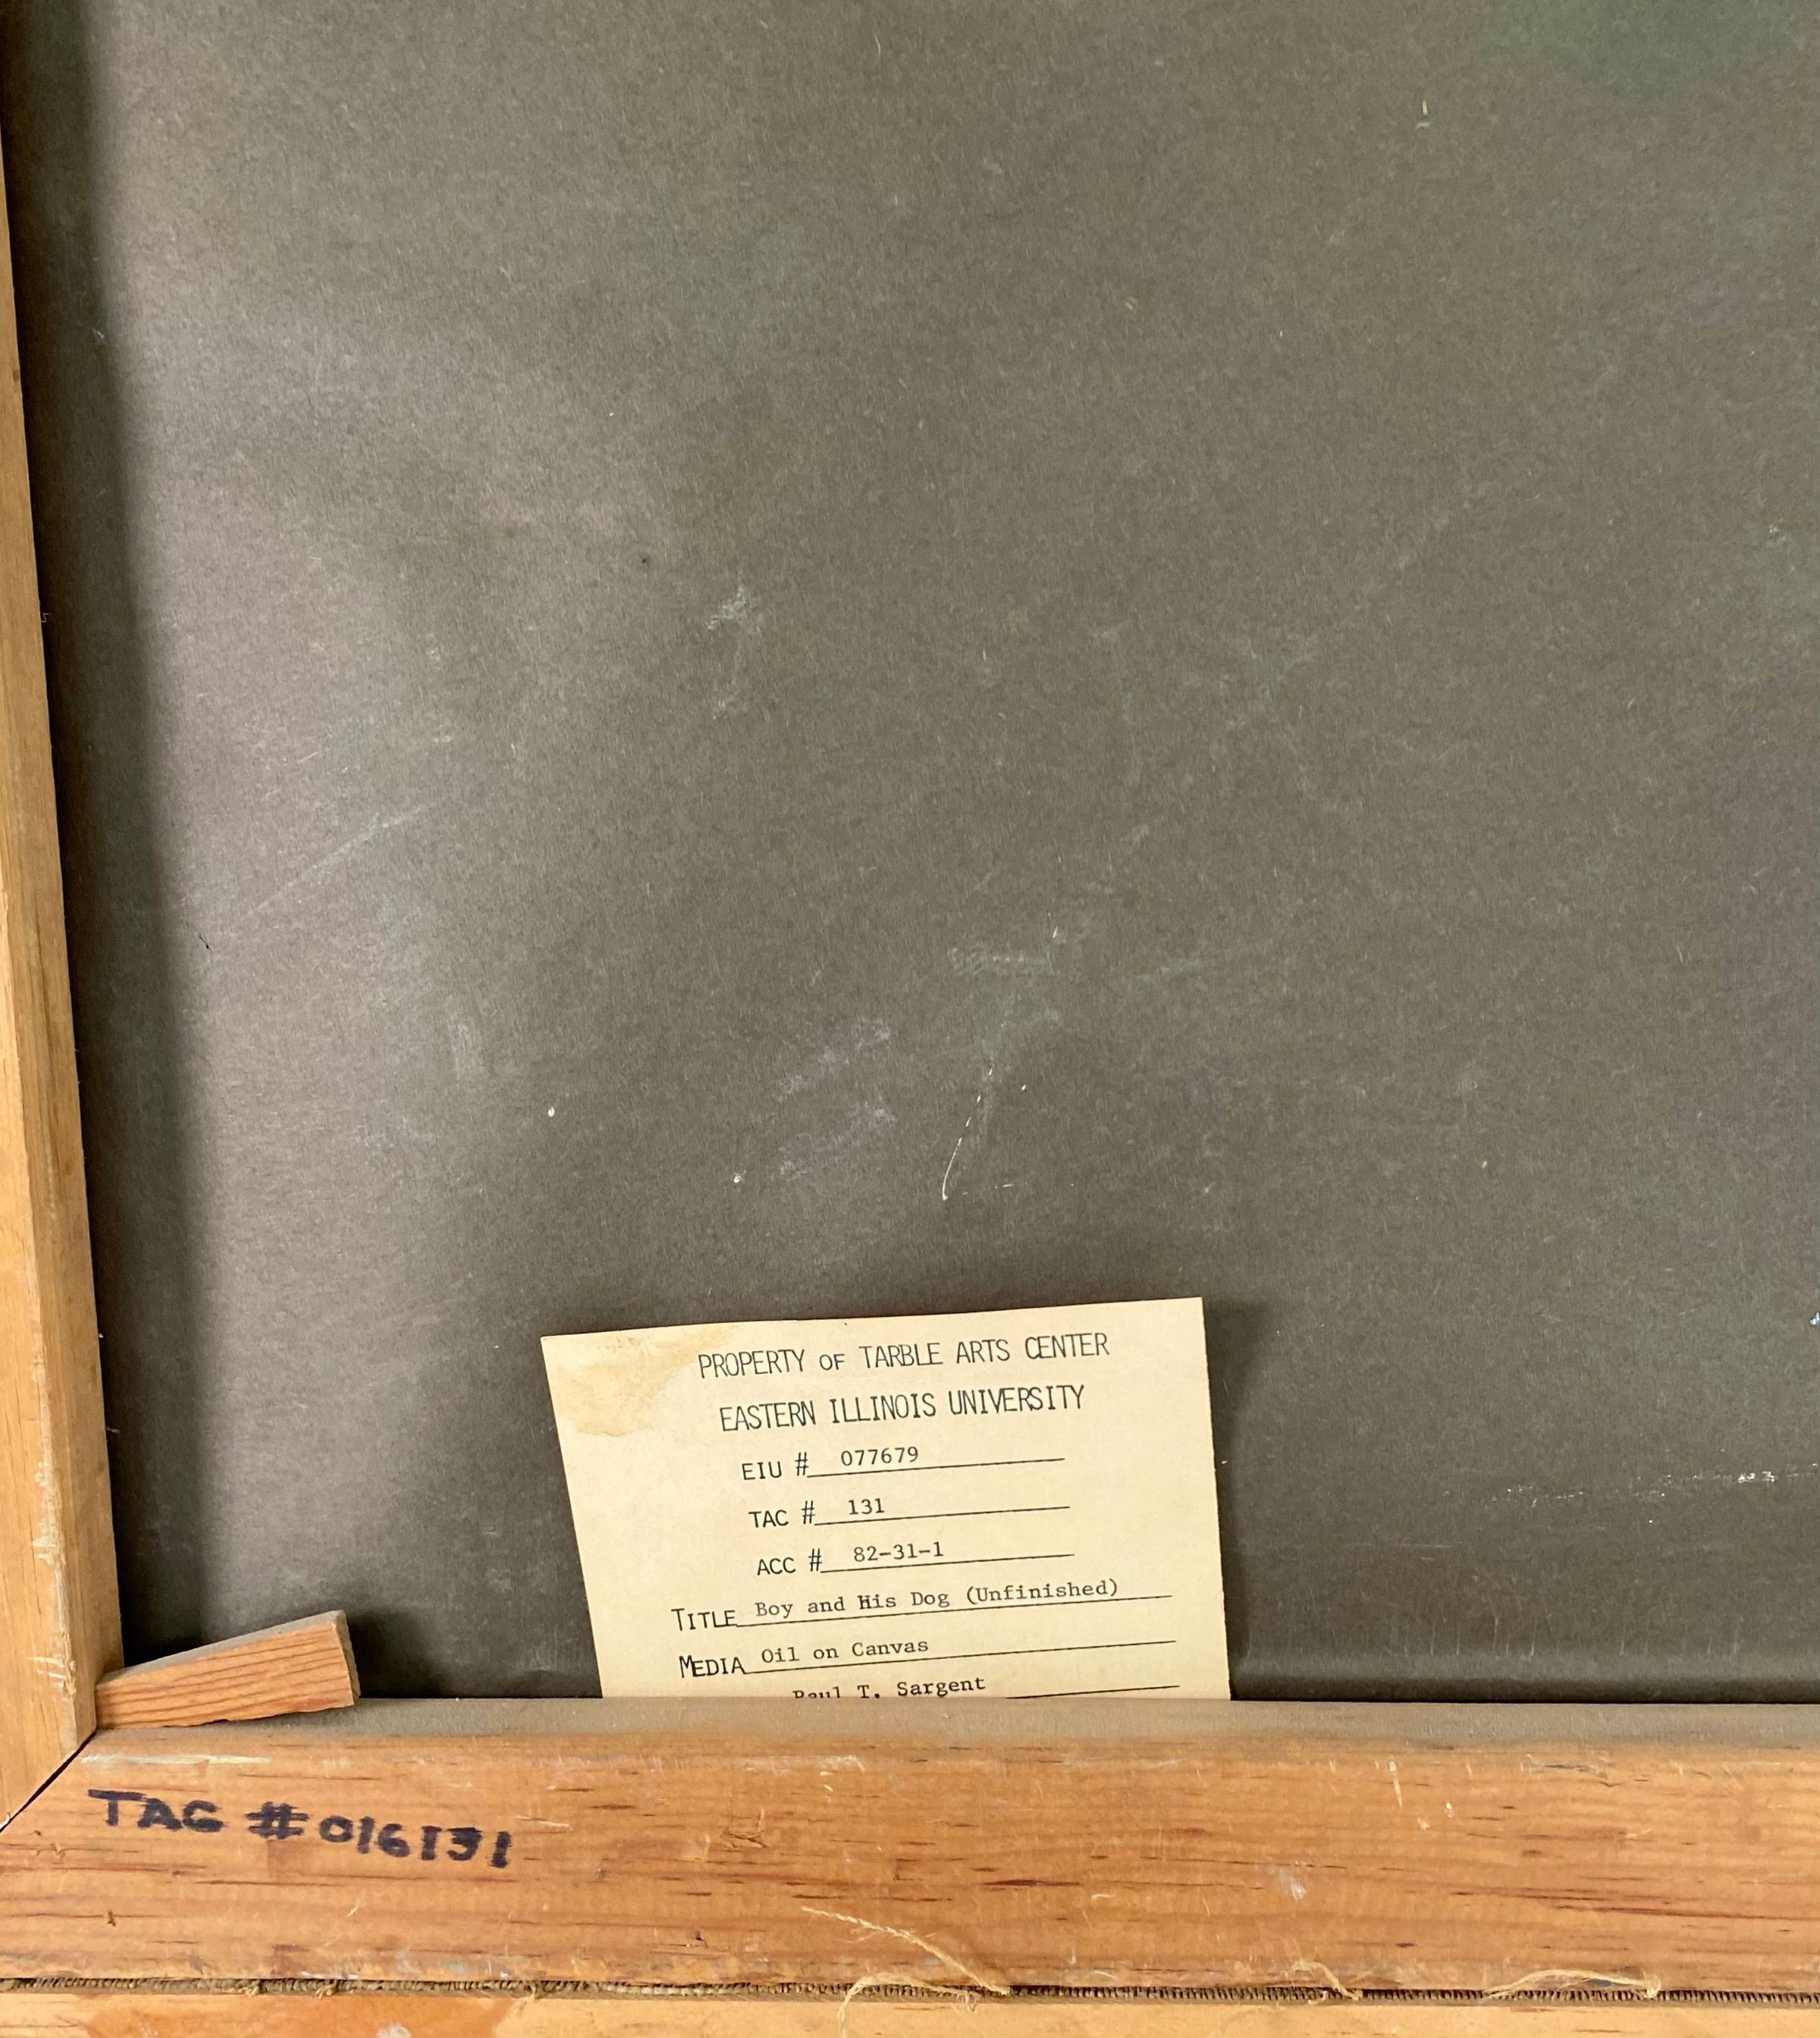 PROPERTY OF TARBLE ARTS CENTER
EASTERN ILLINOIS UNIVERSITY
EIU # 077679
TAC # 131
ACC # 82-31-1
TITLE Boy and His Dog (Unfinished)
MEDIA Oil on Canvas
Paul T. Sargent
TAG #016131